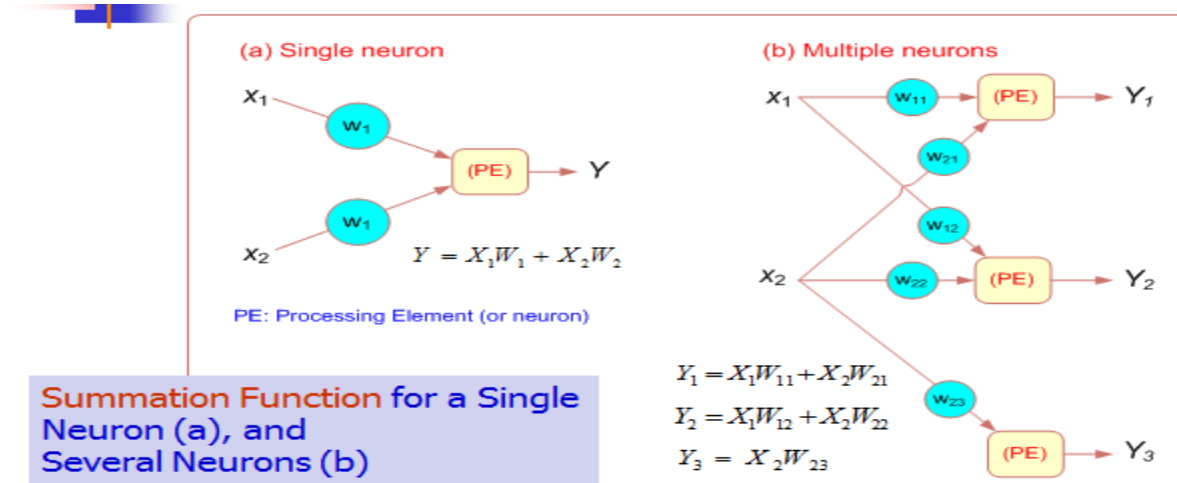 (a) Single neuron
x₁
w₁
(PE)
Y
w₁
x₂
Y = X₁W₁ + X₂W₂
PE: Processing Element (or neuron)
(b) Multiple neurons
x₁
w₁₁
(PE)
Y₁
w₂₁
w₁₂
x₂
w₂₂
(PE)
Y₂
Y₁ = X₁W₁₁ + X₂W₂₁
w₂₃
Y₂ = X₁W₁₂ + X₂W₂₂
Y₃ = X₂W₂₃
(PE)
Y₃
Summation Function for a Single
Neuron (a), and
Several Neurons (b)